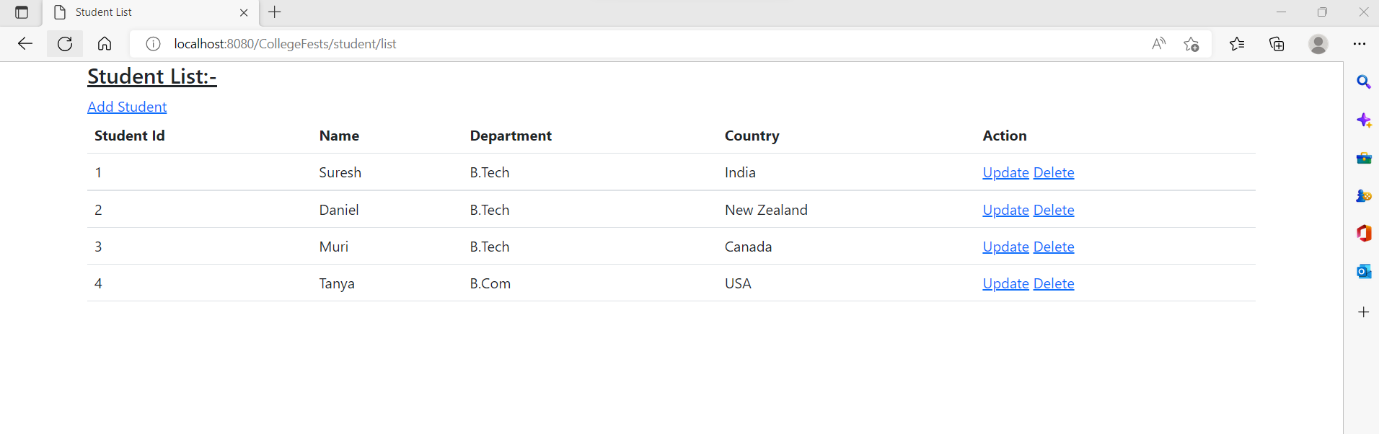 Student List
localhost:8080/CollegeFests/student/list
Student List:-
Add Student
Student Id Name Department Country Action
1 Suresh B.Tech India Update Delete
2 Daniel B.Tech New Zealand Update Delete
3 Muri B.Tech Canada Update Delete
4 Tanya B.Com USA Update Delete